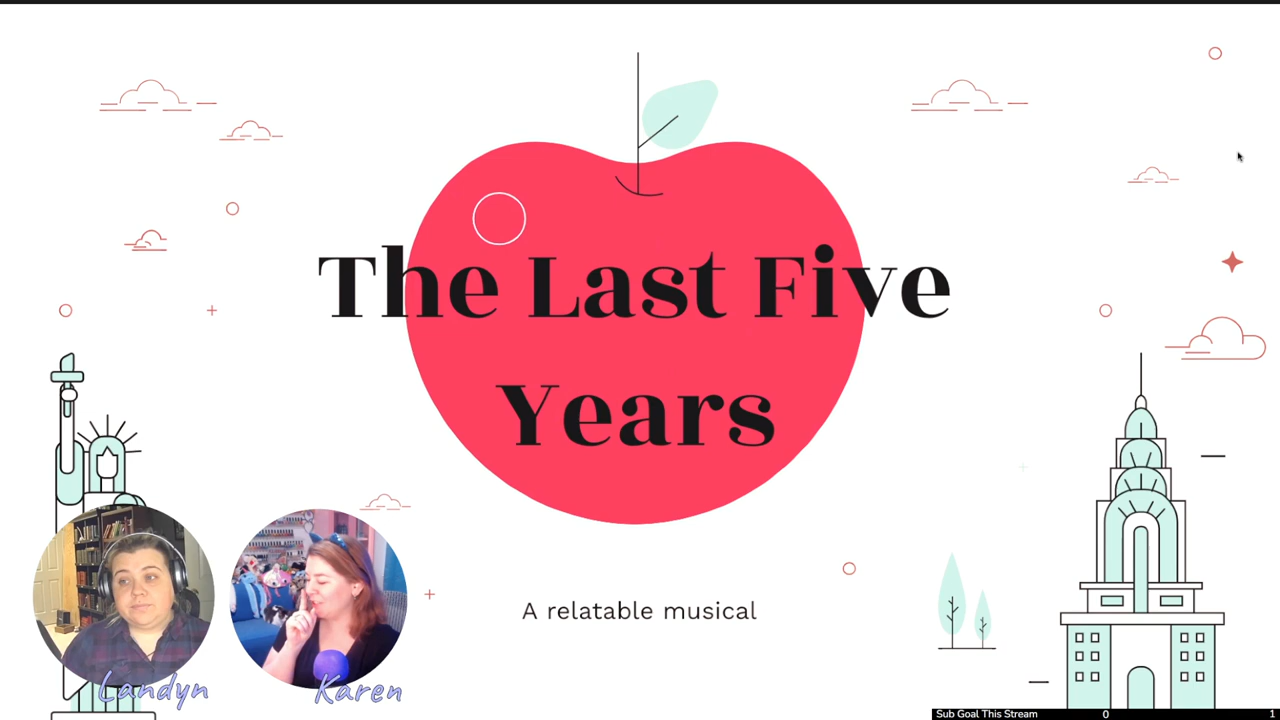 The Last Five
Years
A relatable musical
Landyn
Karen
Sub Goal This Stream 0 1